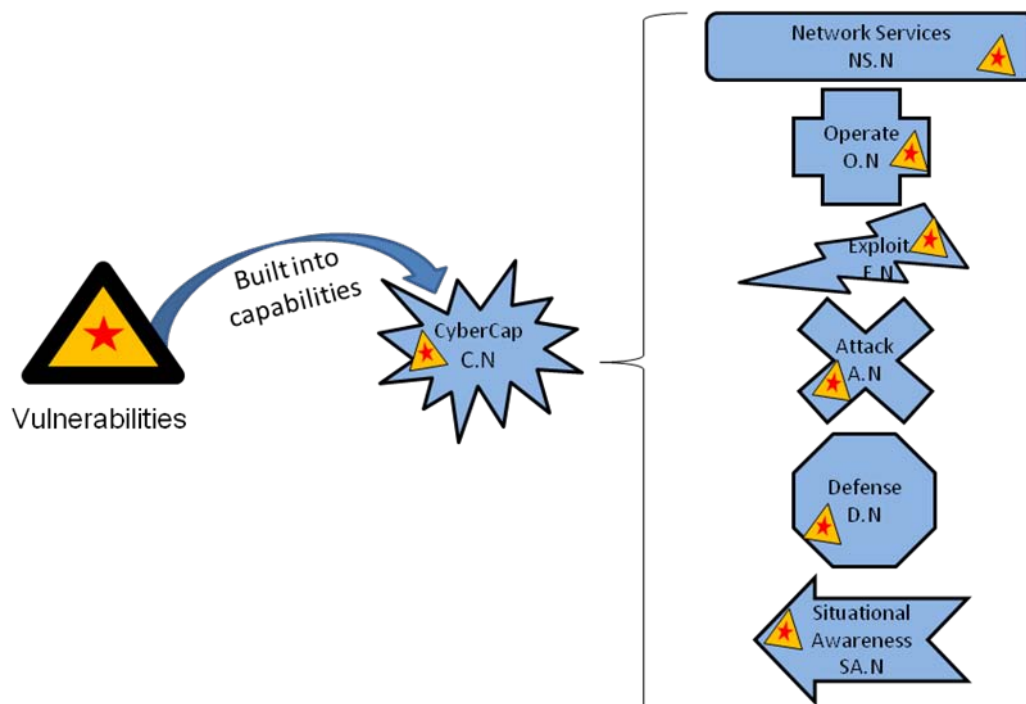 Vulnerabilities
Built into
capabilities
CyberCap
C.N
Network Services
NS.N
Operate
O.N
Exploit
E.N
Attack
A.N
Defense
D.N
Situational
Awareness
SA.N